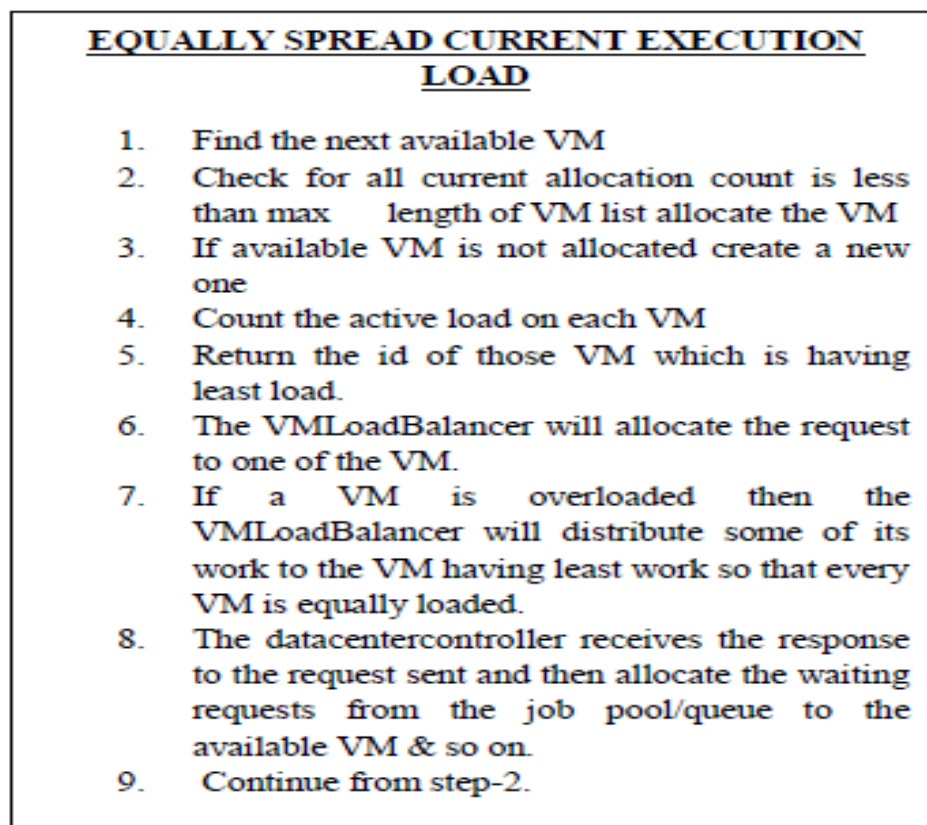 EQUALLY SPREAD CURRENT EXECUTION
LOAD
1. Find the next available VM
2. Check for all current allocation count is less
than max length of VM list allocate the VM
3. If available VM is not allocated create a new
one
4. Count the active load on each VM
5. Return the id of those VM which is having
least load.
6. The VMLoadBalancer will allocate the request
to one of the VM.
7. If a VM is overloaded then the
VMLoadBalancer will distribute some of its
work to the VM having least work so that every
VM is equally loaded.
8. The datacentercontroller receives the response
to the request sent and then allocate the waiting
requests from the job pool/queue to the
available VM & so on.
9. Continue from step-2.